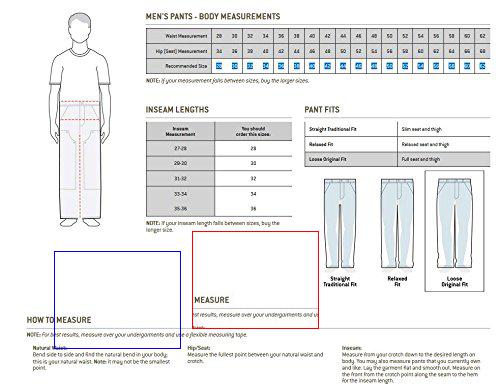 MEN'S PANTS - BODY MEASUREMENTS
Waist Measurement 28 30 32 34 36 38 40 42 44 46 48 50 52 54 56 58 60 62
Hip (Seat) Measurement 34 36 38 40 42 44 46 48 50 52 54 56 58 60 62 64 66 68
Recommended Size 28 30 32 34 36 38 40 42 44 46 48 50 52 54 56 58 60 62
NOTE: If your measurement falls between sizes, buy the larger sizes.
INSEAM LENGTHS
Inseam Measurement You should order this size:
27-28 28
29-30 30
31-32 32
33-34 34
35-36 36
NOTE: If your inseam length falls between sizes, buy the
larger size.
PANT FITS
Straight Traditional Fit Slim seat and thigh
Relaxed Fit Relaxed seat and thigh
Loose Original Fit Full seat and thigh
Straight
Traditional Fit
Relaxed
Fit
Loose
Original Fit
MEASURE
best results, measure over your undergarments and us
HOW TO MEASURE
NOTE: For best results, measure over your undergarments and use a flexible measuring tape.
Natural Waist:
Bend side to side and find the natural bend in your body;
this is your natural waist. Note: it may not be the smallest
point.
Hip/Seat:
Measure the fullest point between your natural waist and
crotch.
Inseam:
Measure from your crotch down to the desired length on
body. You may also measure pants that you currently own
and like. Lay the garment flat and smooth out. Measure on
the front from the crotch point along the seam to the hem
for the inseam length.